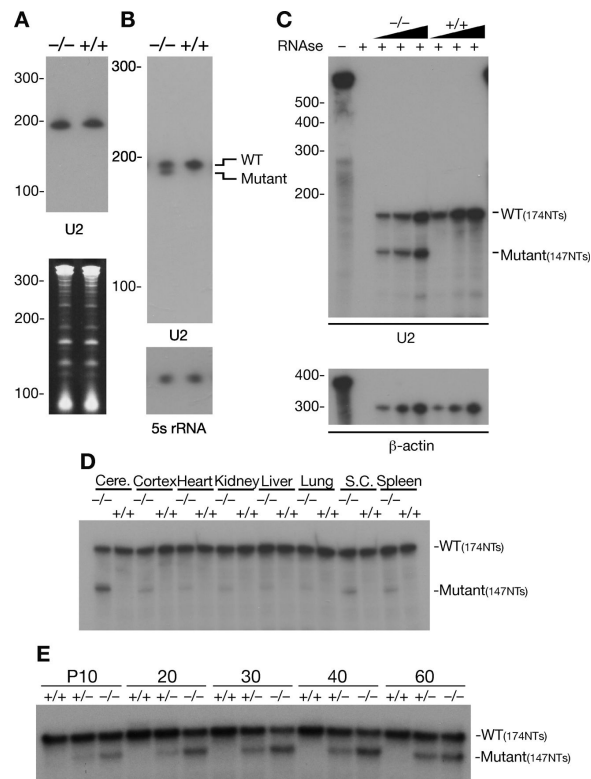 A
–/– +/+
300-
200-
100-
U2
300-
100-
B
–/– +/+
300-
200-
100-
WT
Mutant
U2
5s rRNA
C
–/– +/+
RNAse – + + + + + + +
500-
400-
300-
200-
–WT(174NTs)
–Mutant(147NTs)
U2
400-
300-
β-actin
D
Cere. Cortex Heart Kidney Liver Lung S.C. Spleen
–/– –/– –/– –/– –/– –/– –/– –/–
+/+ +/+ +/+ +/+ +/+ +/+ +/+ +/+
-WT(174NTs)
-Mutant(147NTs)
E
P10 20 30 40 60
+/+ +/– –/– +/+ +/– –/– +/+ +/– –/– +/+ +/– –/– +/+ +/– –/–
-WT(174NTs)
-Mutant(147NTs)